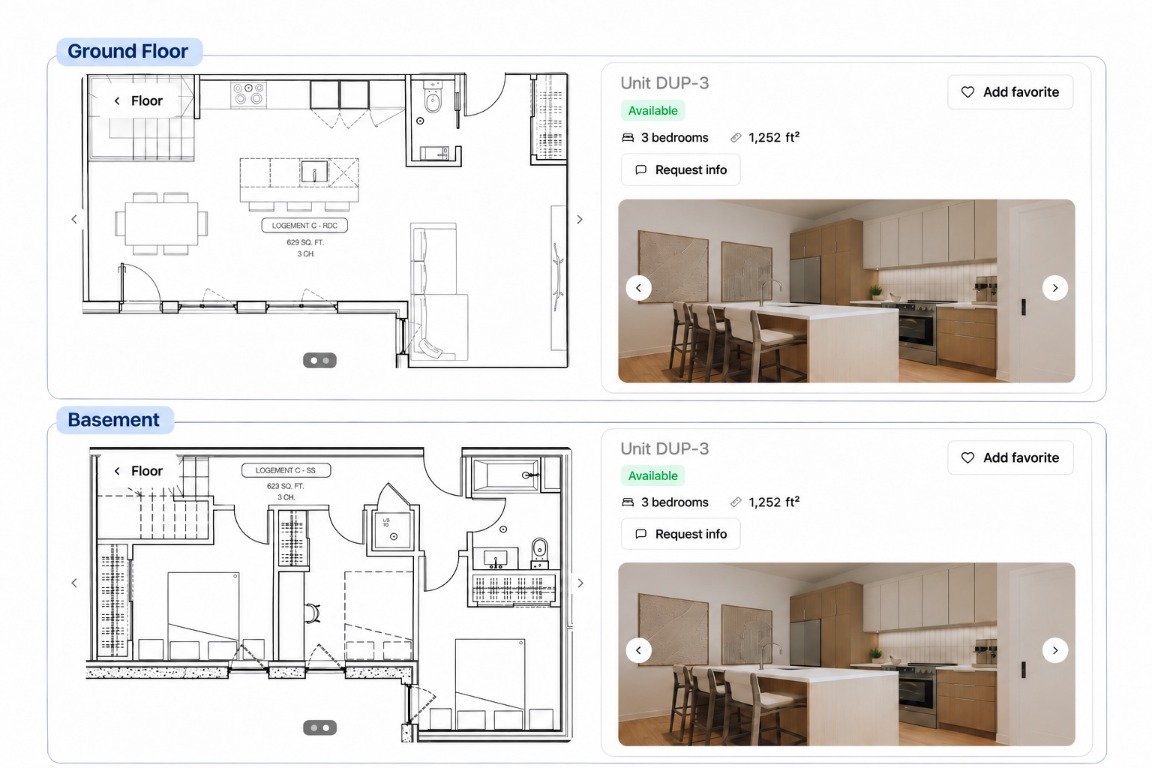 Ground Floor
Floor
LOGEMENT C - RDC
629 SQ. FT.
3 CH.
Unit DUP-3
Available
Add favorite
3 bedrooms
1,252 ft²
Request info
Basement
Floor
LOGEMENT C - SS
623 SQ. FT.
3 CH.
Unit DUP-3
Available
Add favorite
3 bedrooms
1,252 ft²
Request info